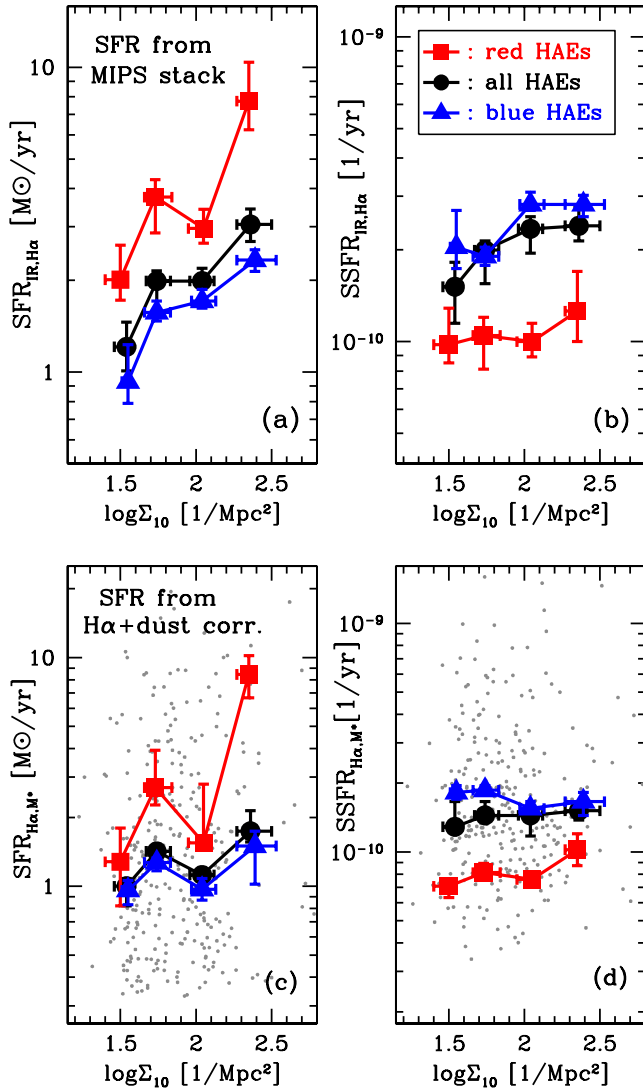 SFR from
MIPS stack
10
1
SFR_IR,Hα [M⊙/yr]
(a)
1.5 2 2.5
logΣ₁₀ [1/Mpc²]
: red HAEs
: all HAEs
: blue HAEs
10⁻⁹
10⁻¹⁰
SSFR_IR,Hα [1/yr]
(b)
1.5 2 2.5
logΣ₁₀ [1/Mpc²]
SFR from
Hα+dust corr.
10
1
SFR_Hα,M* [M⊙/yr]
(c)
1.5 2 2.5
logΣ₁₀ [1/Mpc²]
10⁻⁹
10⁻¹⁰
SSFR_Hα,M* [1/yr]
(d)
1.5 2 2.5
logΣ₁₀ [1/Mpc²]